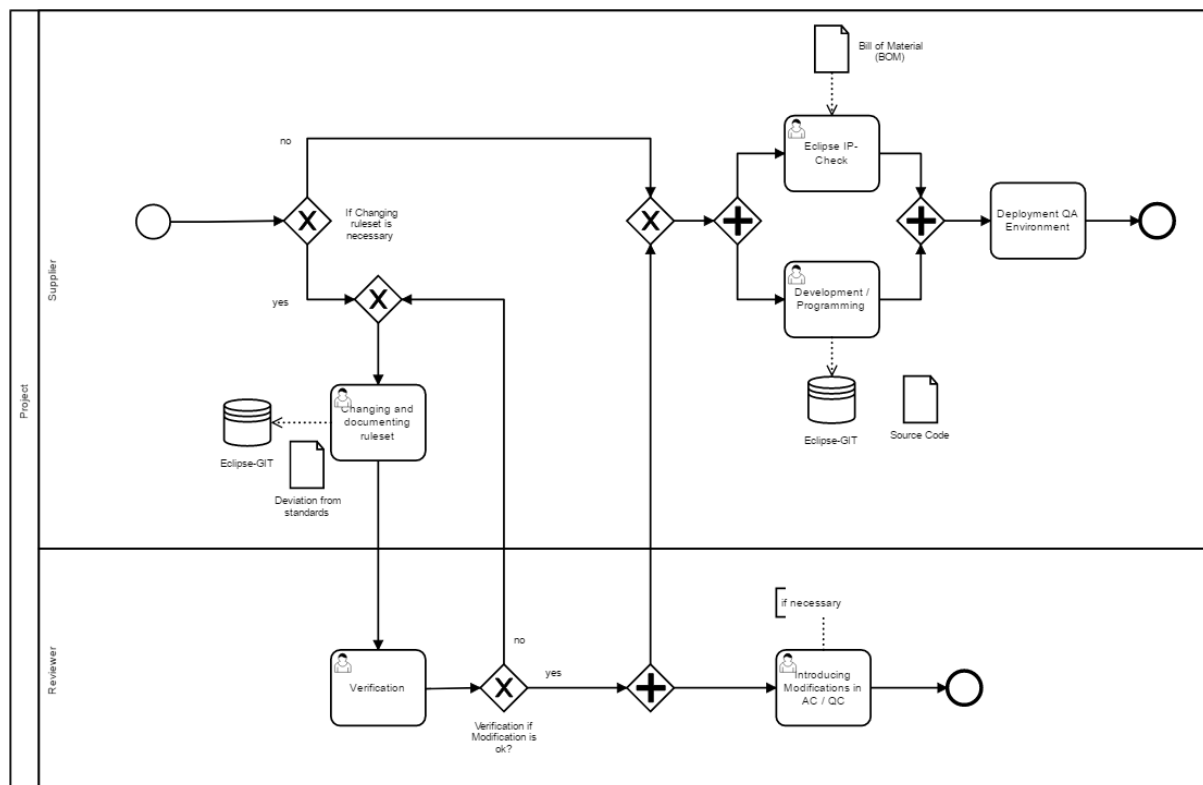 Project
Supplier
Reviewer
Bill of Material
(BOM)
no
Eclipse IP-
Check
If Changing
ruleset is
necessary
Deployment QA
Environment
yes
Development /
Programming
Changing and
documenting
ruleset
Eclipse-GIT
Source Code
Eclipse-GIT
Deviation from
standards
if necessary
no
yes
Verification
Introducing
Modifications in
AC / QC
Verification if
Modification is
ok?